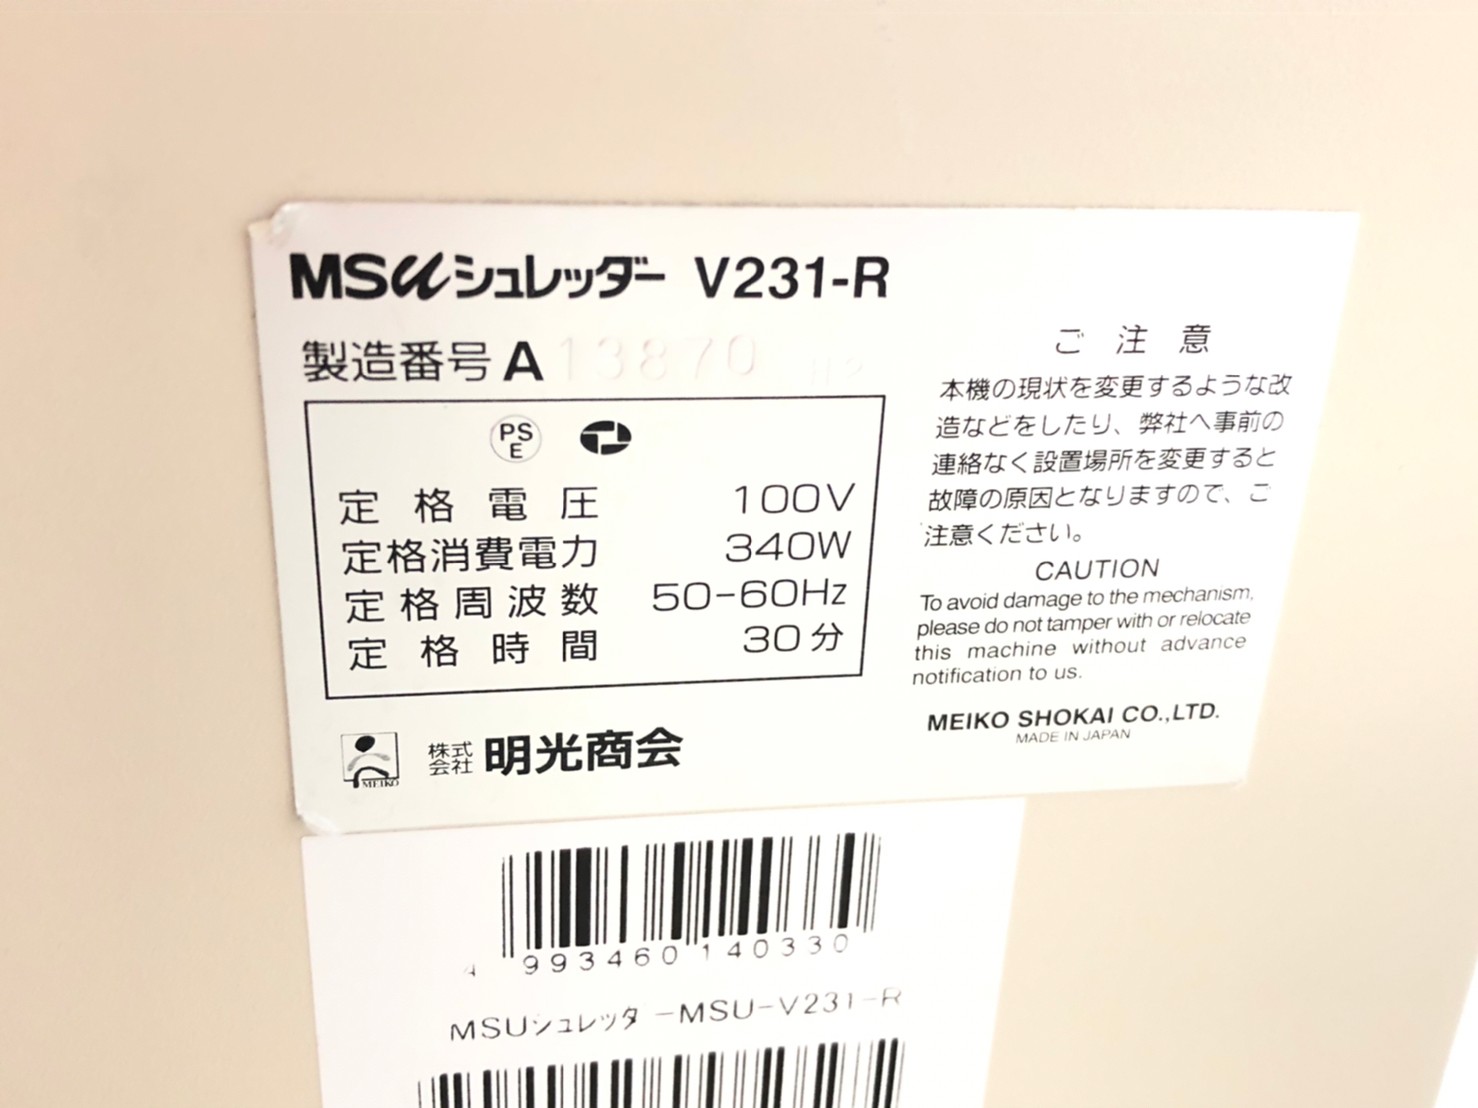 MSuシュレッダー V231-R
製造番号 A 13870
PS
E
定格電圧 100V
定格消費電力 340W
定格周波数 50-60Hz
定格時間 30分
MEIKO
株式
会社 明光商会
ご注意
本機の現状を変更するような改
造などをしたり、弊社へ事前の
連絡なく設置場所を変更すると
故障の原因となりますので、ご
注意ください。
CAUTION
To avoid damage to the mechanism,
please do not tamper with or relocate
this machine without advance
notification to us.
MEIKO SHOKAI CO.,LTD.
MADE IN JAPAN
4 993460 140330
MSUシュレッダ-MSU-V231-R